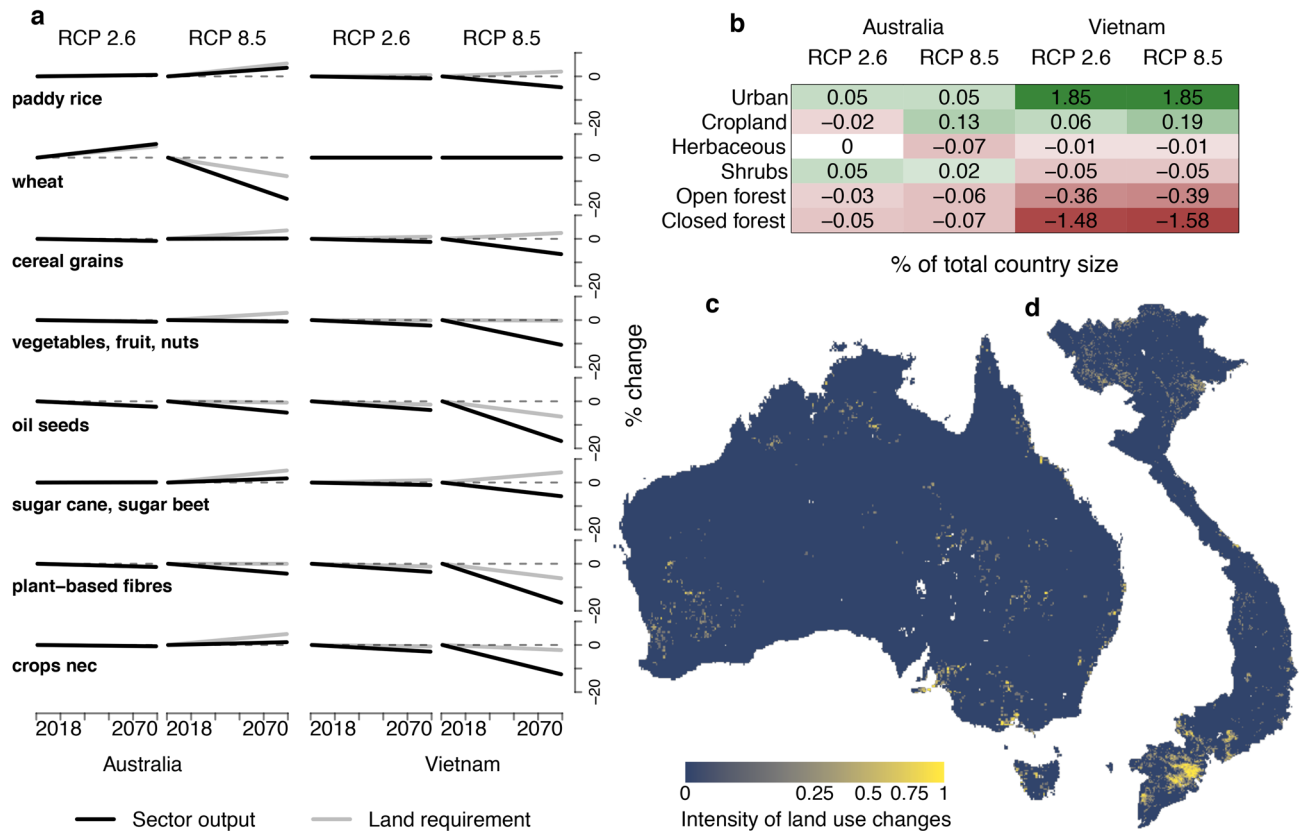 a
RCP 2.6 RCP 8.5 RCP 2.6 RCP 8.5
paddy rice
0
−20
wheat
0
−20
cereal grains
0
−20
vegetables, fruit, nuts
0
−20
oil seeds
0
−20
sugar cane, sugar beet
0
−20
plant−based fibres
0
−20
crops nec
0
−20
% change
2018 2070 2018 2070 2018 2070 2018 2070
Australia Vietnam
Sector output Land requirement
b
Australia Vietnam
RCP 2.6 RCP 8.5 RCP 2.6 RCP 8.5
Urban 0.05 0.05 1.85 1.85
Cropland −0.02 0.13 0.06 0.19
Herbaceous 0 −0.07 −0.01 −0.01
Shrubs 0.05 0.02 −0.05 −0.05
Open forest −0.03 −0.06 −0.36 −0.39
Closed forest −0.05 −0.07 −1.48 −1.58
% of total country size
c
d
0 0.25 0.5 0.75 1
Intensity of land use changes